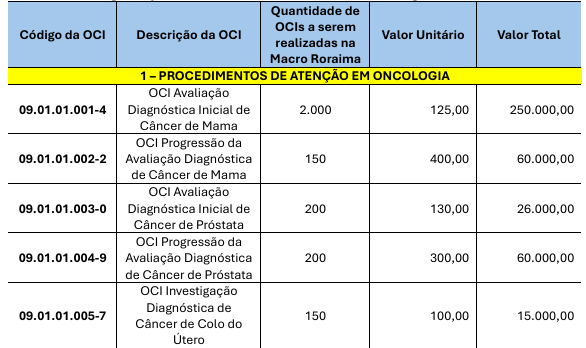 Código da OCI
Descrição da OCI
Quantidade de
OCIs a serem
realizadas na
Macro Roraima
Valor Unitário
Valor Total
1 – PROCEDIMENTOS DE ATENÇÃO EM ONCOLOGIA
09.01.01.001-4
OCI Avaliação
Diagnóstica Inicial de
Câncer de Mama
2.000
125,00
250.000,00
09.01.01.002-2
OCI Progressão da
Avaliação Diagnóstica
de Câncer de Mama
150
400,00
60.000,00
09.01.01.003-0
OCI Avaliação
Diagnóstica Inicial de
Câncer de Próstata
200
130,00
26.000,00
09.01.01.004-9
OCI Progressão da
Avaliação Diagnóstica
de Câncer de Próstata
200
300,00
60.000,00
09.01.01.005-7
OCI Investigação
Diagnóstica de
Câncer de Colo do
Útero
150
100,00
15.000,00